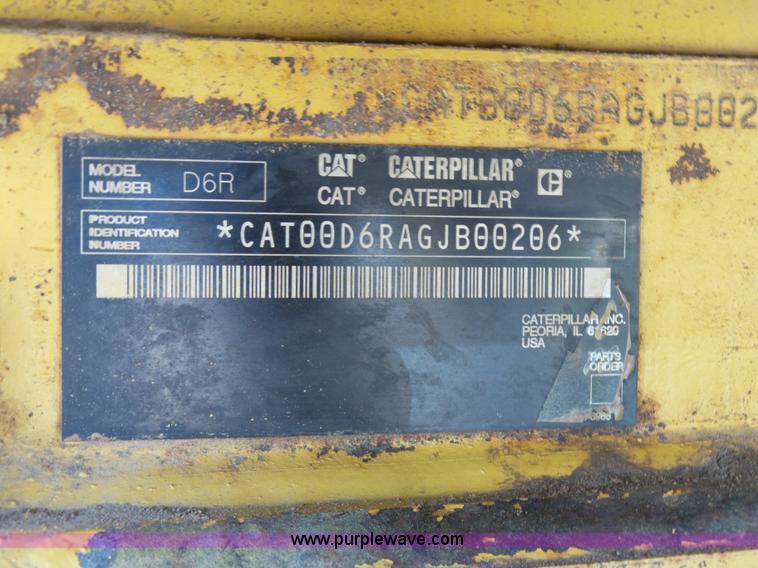 *CAT00D6RAGJB002
MODEL NUMBER D6R
CAT® CATERPILLAR C
CAT® CATERPILLAR®
PRODUCT IDENTIFICATION NUMBER *CAT00D6RAGJB00206*
CATERPILLAR INC.
PEORIA, IL 61620
USA
PARTS
ORDER
www.purplewave.com